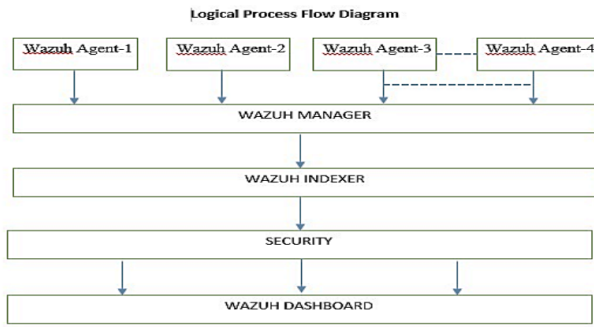 Logical Process Flow Diagram
Wazuh Agent-1 Wazuh Agent-2 Wazuh Agent-3 Wazuh Agent-4
WAZUH MANAGER
WAZUH INDEXER
SECURITY
WAZUH DASHBOARD